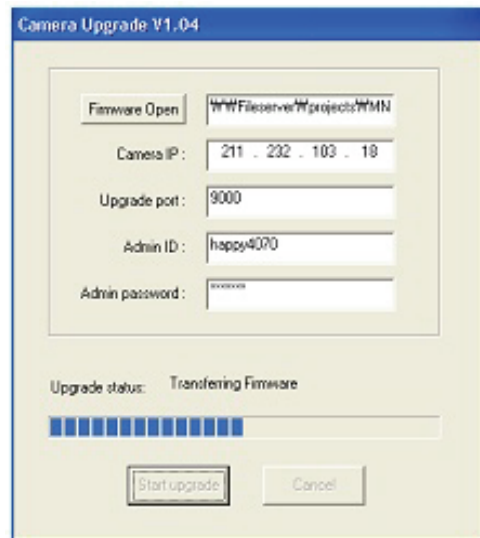 Camera Upgrade V1.04
Firmware Open ₩₩Fileserver₩projects₩MN
Camera IP : 211 . 232 . 103 . 18
Upgrade port : 9000
Admin ID : happy4070
Admin password : *******
Upgrade status: Transferring Firmware
Start upgrade Cancel